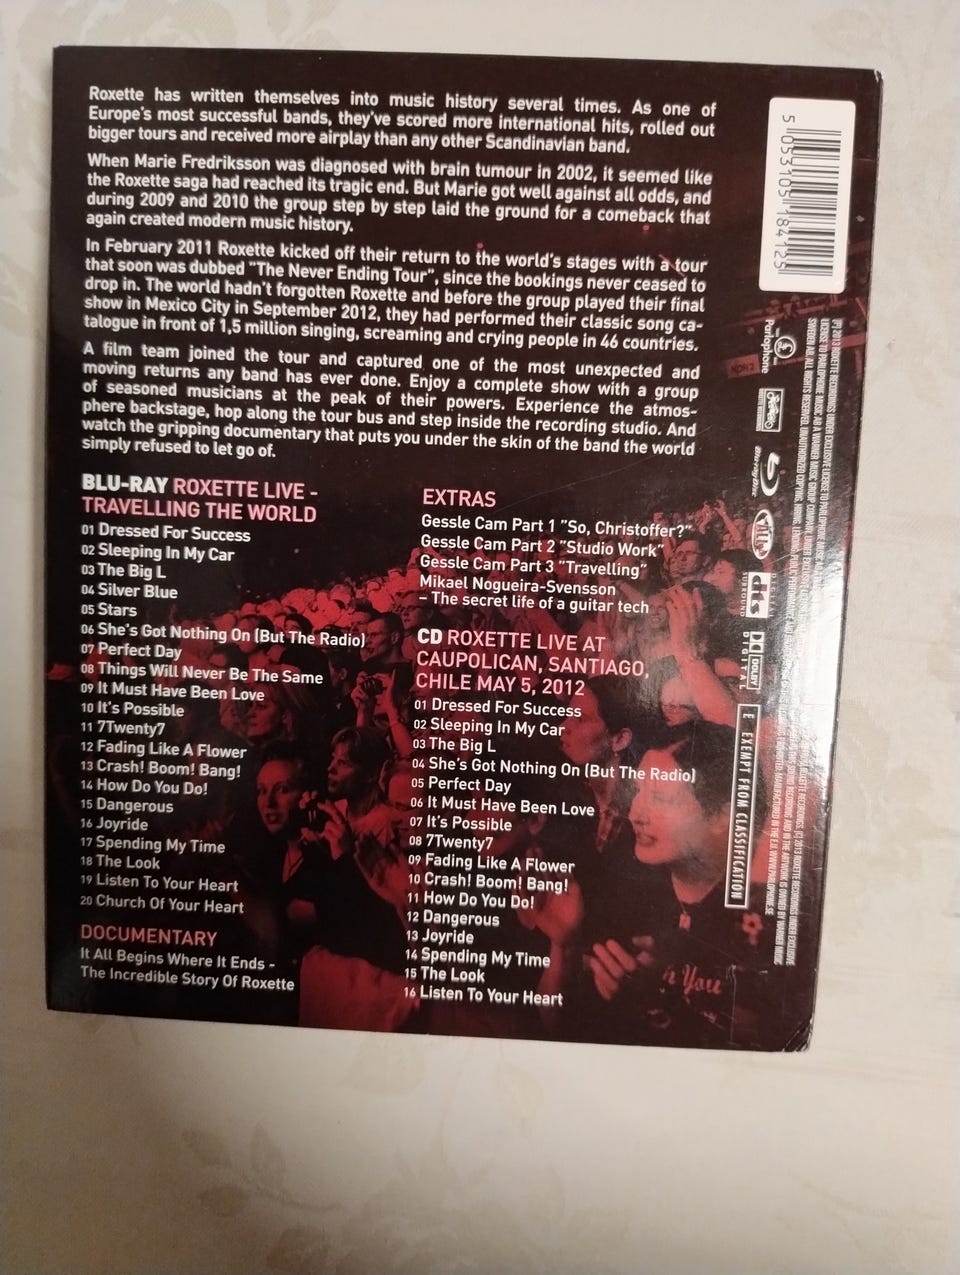 Roxette has written themselves into music history several times. As one of
Europe's most successful bands, they've scored more international hits, rolled out
bigger tours and received more airplay than any other Scandinavian band.
When Marie Fredriksson was diagnosed with brain tumour in 2002, it seemed like
the Roxette saga had reached its tragic end. But Marie got well against all odds, and
during 2009 and 2010 the group step by step laid the ground for a comeback that
again created modern music history.
In February 2011 Roxette kicked off their return to the world's stages with a tour
that soon was dubbed "The Never Ending Tour", since the bookings never ceased to
drop in. The world hadn't forgotten Roxette and before the group played their final
show in Mexico City in September 2012, they had performed their classic song ca-
talogue in front of 1,5 million singing, screaming and crying people in 46 countries.
A film team joined the tour and captured one of the most unexpected and
moving returns any band has ever done. Enjoy a complete show with a group
of seasoned musicians at the peak of their powers. Experience the atmos-
phere backstage, hop along the tour bus and step inside the recording studio. And
watch the gripping documentary that puts you under the skin of the band the world
simply refused to let go of.
BLU-RAY ROXETTE LIVE -
TRAVELLING THE WORLD
01 Dressed For Success
02 Sleeping In My Car
03 The Big L
04 Silver Blue
05 Stars
06 She's Got Nothing On (But The Radio)
07 Perfect Day
08 Things Will Never Be The Same
09 It Must Have Been Love
10 It's Possible
11 7Twenty7
12 Fading Like A Flower
13 Crash! Boom! Bang!
14 How Do You Do!
15 Dangerous
16 Joyride
17 Spending My Time
18 The Look
19 Listen To Your Heart
20 Church Of Your Heart
DOCUMENTARY
It All Begins Where It Ends -
The Incredible Story Of Roxette
EXTRAS
Gessle Cam Part 1 "So, Christoffer?"
Gessle Cam Part 2 "Studio Work"
Gessle Cam Part 3 "Travelling"
Mikael Nogueira-Svensson
– The secret life of a guitar tech
CD ROXETTE LIVE AT
CAUPOLICAN, SANTIAGO,
CHILE MAY 5, 2012
01 Dressed For Success
02 Sleeping In My Car
03 The Big L
04 She's Got Nothing On (But The Radio)
05 Perfect Day
06 It Must Have Been Love
07 It's Possible
08 7Twenty7
09 Fading Like A Flower
10 Crash! Boom! Bang!
11 How Do You Do!
12 Dangerous
13 Joyride
14 Spending My Time
15 The Look
16 Listen To Your Heart
5 053105 184125
Parlophone
Blu-ray Disc
ALL
dts
DIGITAL
SURROUND
DOLBY
DIGITAL
E EXEMPT FROM CLASSIFICATION
(P) 2013 ROXETTE RECORDINGS UNDER EXCLUSIVE
LICENSE TO PARLOPHONE MUSIC AB A WARNER MUSIC GROUP COMPANY
You